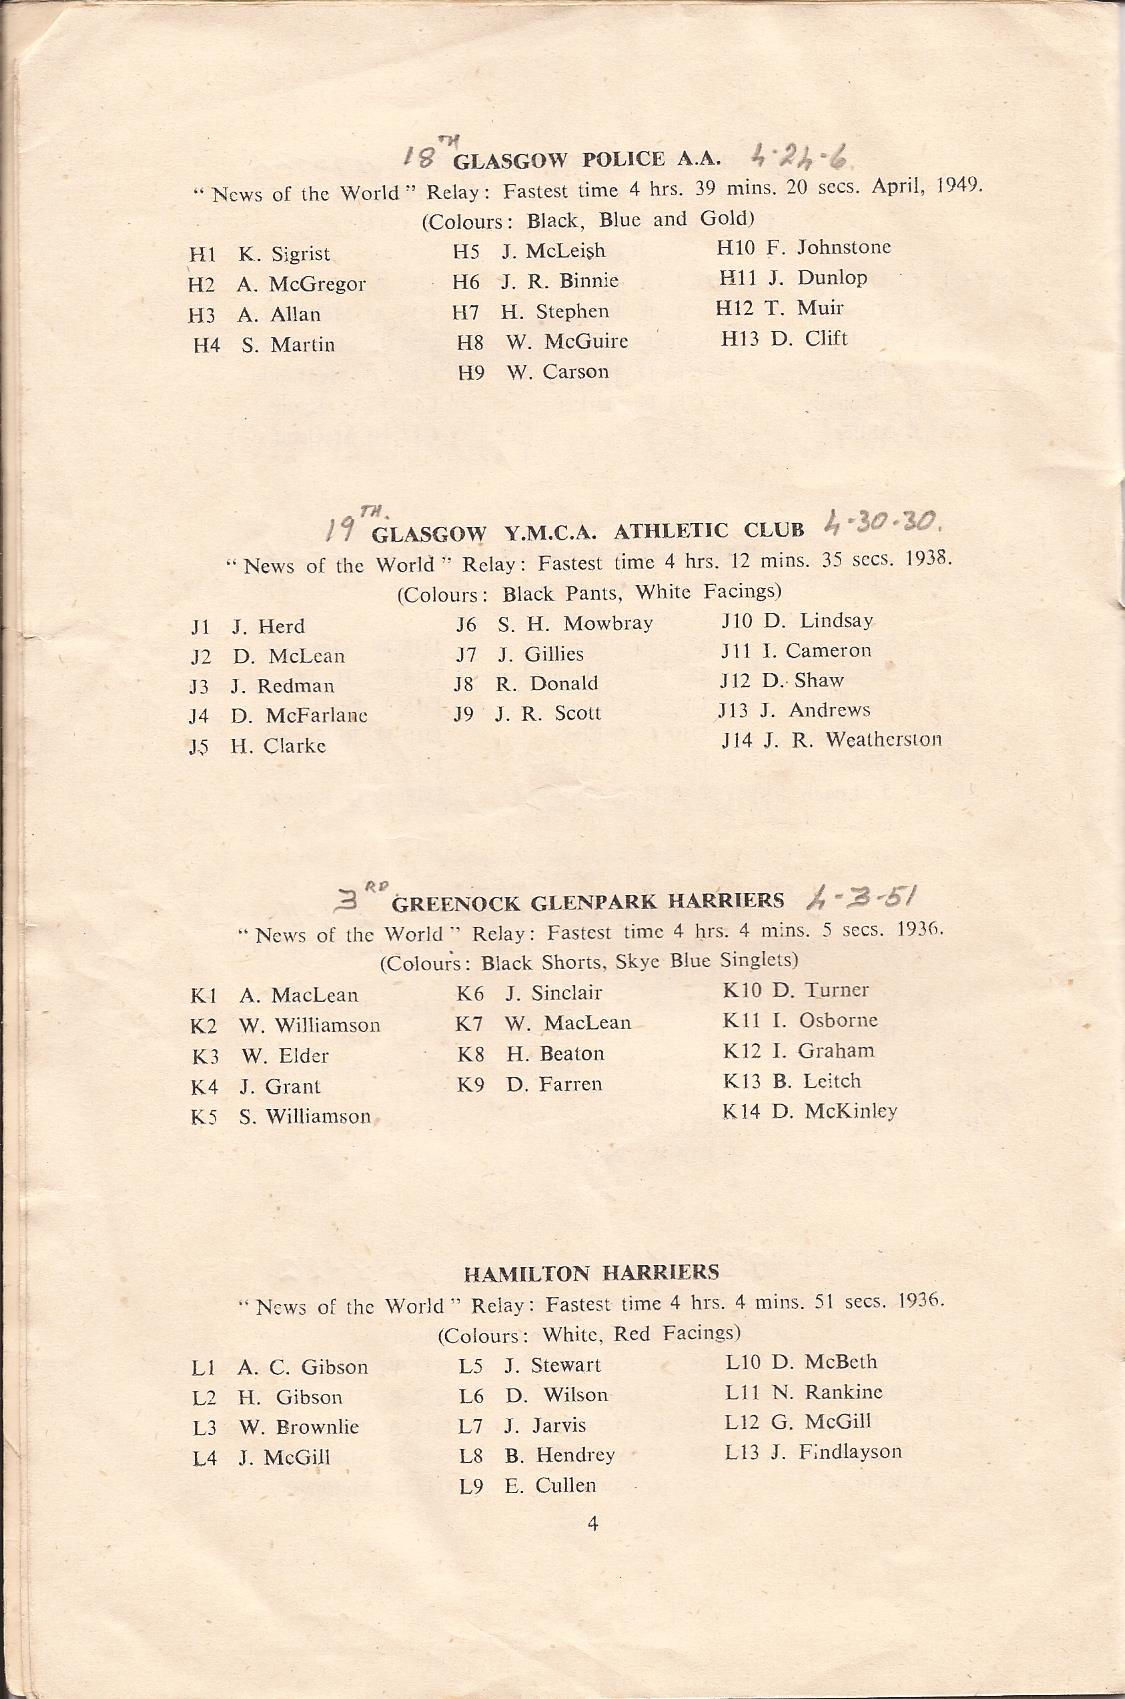 18TH GLASGOW POLICE A.A. 4-24-6
“ News of the World ” Relay : Fastest time 4 hrs. 39 mins. 20 secs. April, 1949.
(Colours : Black, Blue and Gold)
H1 K. Sigrist H5 J. McLeish H10 F. Johnstone
H2 A. McGregor H6 J. R. Binnie H11 J. Dunlop
H3 A. Allan H7 H. Stephen H12 T. Muir
H4 S. Martin H8 W. McGuire H13 D. Clift
H9 W. Carson
19TH. GLASGOW Y.M.C.A. ATHLETIC CLUB 4-30-30.
“ News of the World ” Relay : Fastest time 4 hrs. 12 mins. 35 secs. 1938.
(Colours : Black Pants, White Facings)
J1 J. Herd J6 S. H. Mowbray J10 D. Lindsay
J2 D. McLean J7 J. Gillies J11 I. Cameron
J3 J. Redman J8 R. Donald J12 D. Shaw
J4 D. McFarlane J9 J. R. Scott J13 J. Andrews
J5 H. Clarke J14 J. R. Weatherston
3RD GREENOCK GLENPARK HARRIERS 4-3-51
“ News of the World ” Relay : Fastest time 4 hrs. 4 mins. 5 secs. 1936.
(Colours : Black Shorts, Skye Blue Singlets)
K1 A. MacLean K6 J. Sinclair K10 D. Turner
K2 W. Williamson K7 W. MacLean K11 I. Osborne
K3 W. Elder K8 H. Beaton K12 I. Graham
K4 J. Grant K9 D. Farren K13 B. Leitch
K5 S. Williamson K14 D. McKinley
HAMILTON HARRIERS
“ News of the World ” Relay : Fastest time 4 hrs. 4 mins. 51 secs. 1936.
(Colours : White, Red Facings)
L1 A. C. Gibson L5 J. Stewart L10 D. McBeth
L2 H. Gibson L6 D. Wilson L11 N. Rankine
L3 W. Brownlie L7 J. Jarvis L12 G. McGill
L4 J. McGill L8 B. Hendrey L13 J. Findlayson
L9 E. Cullen
4